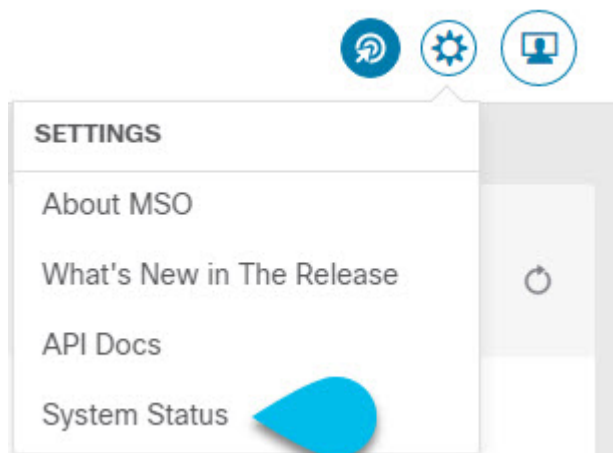 SETTINGS
About MSO
What's New in The Release
API Docs
System Status